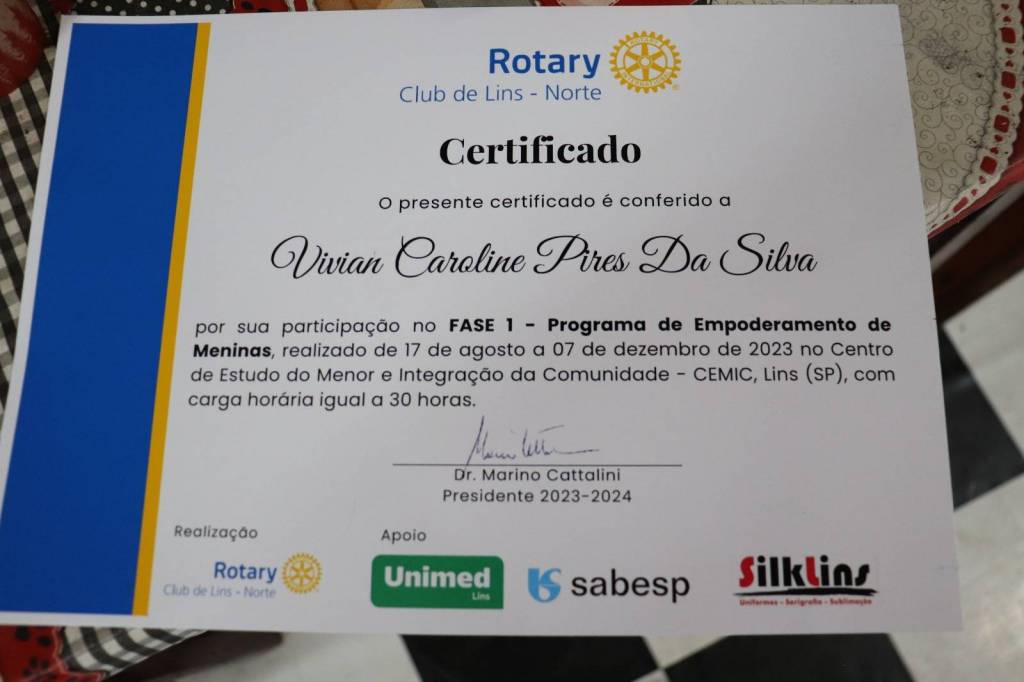 Rotary
Club de Lins - Norte
Certificado
O presente certificado é conferido a
Vivian Caroline Pires Da Silva
por sua participação no FASE 1 - Programa de Empoderamento de
Meninas, realizado de 17 de agosto a 07 de dezembro de 2023 no Centro
de Estudo do Menor e Integração da Comunidade - CEMIC, Lins (SP), com
carga horária igual a 30 horas.
Dr. Marino Cattalini
Presidente 2023-2024
Realização
Apoio
Rotary
Club de Lins - Norte
Unimed
Lins
sabesp
SilkLins
Uniformes - Serigrafia - Sublimação